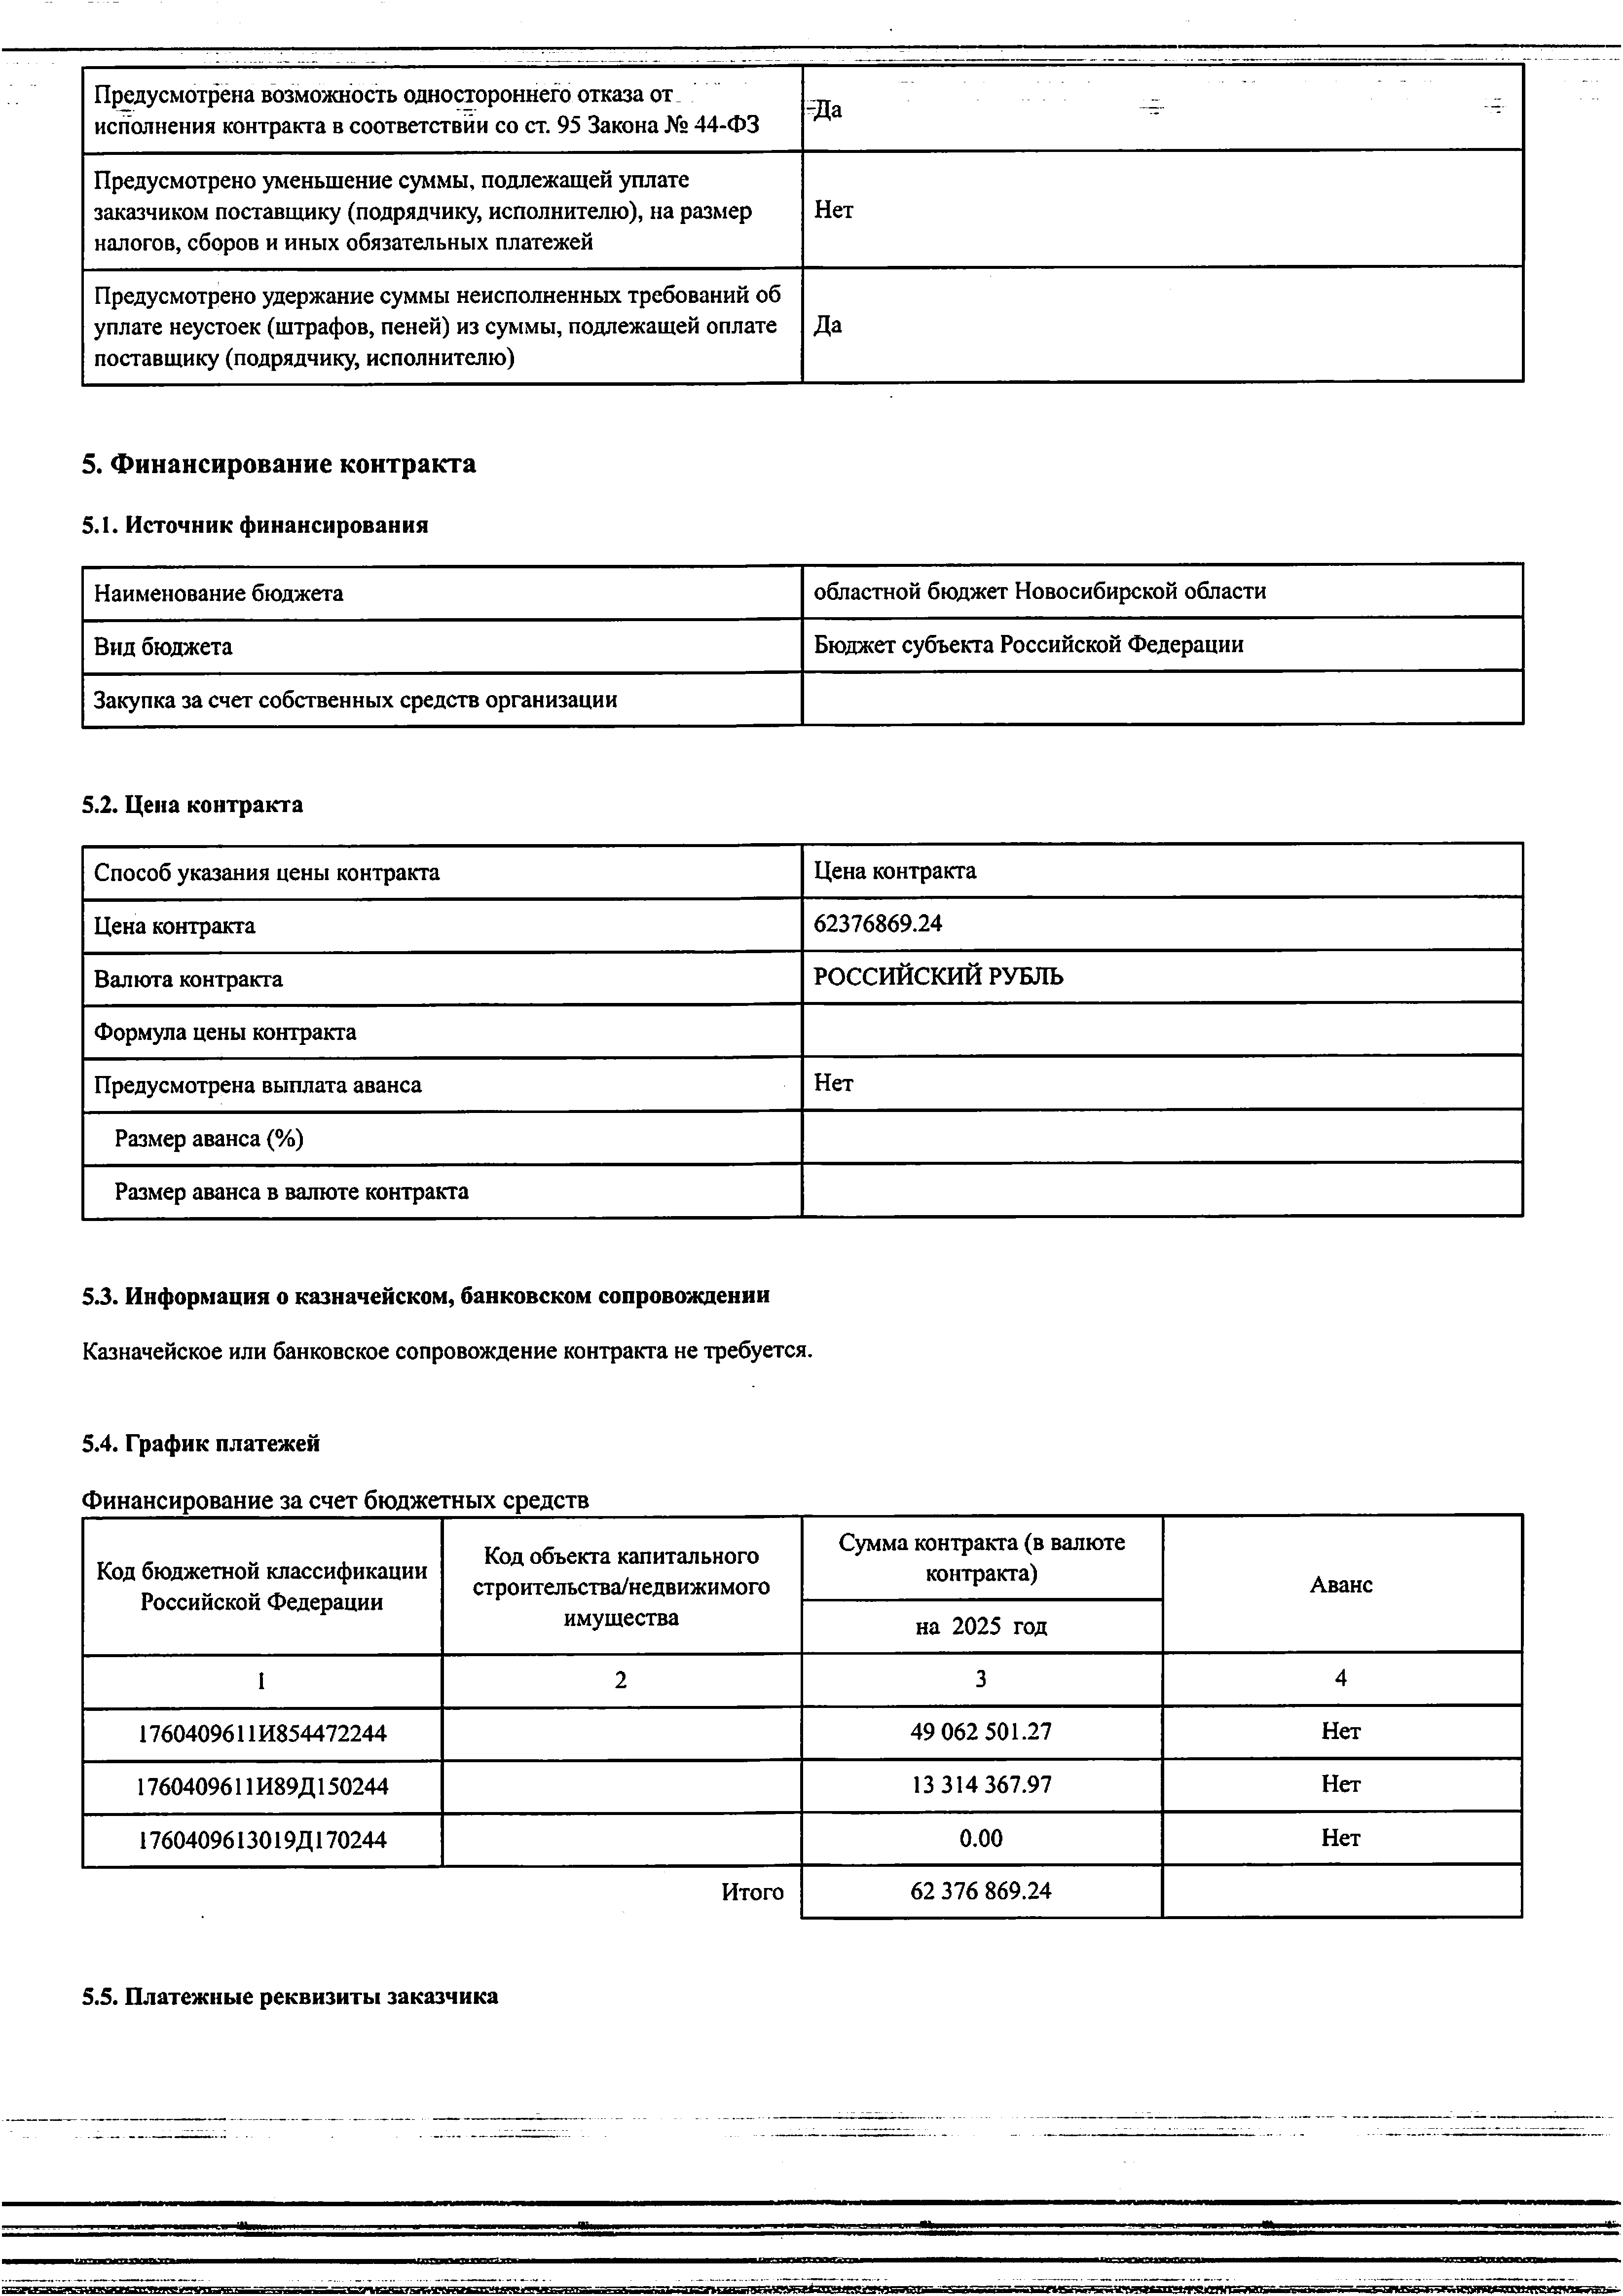 Предусмотрена возможность одностороннего отказа от
исполнения контракта в соответствии со ст. 95 Закона № 44-ФЗ
Да
Предусмотрено уменьшение суммы, подлежащей уплате
заказчиком поставщику (подрядчику, исполнителю), на размер
налогов, сборов и иных обязательных платежей
Нет
Предусмотрено удержание суммы неисполненных требований об
уплате неустоек (штрафов, пеней) из суммы, подлежащей оплате
поставщику (подрядчику, исполнителю)
Да
5. Финансирование контракта
5.1. Источник финансирования
Наименование бюджета
областной бюджет Новосибирской области
Вид бюджета
Бюджет субъекта Российской Федерации
Закупка за счет собственных средств организации
5.2. Цена контракта
Способ указания цены контракта
Цена контракта
Цена контракта
62376869.24
Валюта контракта
РОССИЙСКИЙ РУБЛЬ
Формула цены контракта
Предусмотрена выплата аванса
Нет
Размер аванса (%)
Размер аванса в валюте контракта
5.3. Информация о казначейском, банковском сопровождении
Казначейское или банковское сопровождение контракта не требуется.
5.4. График платежей
Финансирование за счет бюджетных средств
Код бюджетной классификации
Российской Федерации
Код объекта капитального
строительства/недвижимого
имущества
Сумма контракта (в валюте
контракта)
на 2025 год
Аванс
1
2
3
4
1760409611И854472244
49 062 501.27
Нет
1760409611И89Д150244
13 314 367.97
Нет
1760409613019Д170244
0.00
Нет
Итого
62 376 869.24
5.5. Платежные реквизиты заказчика